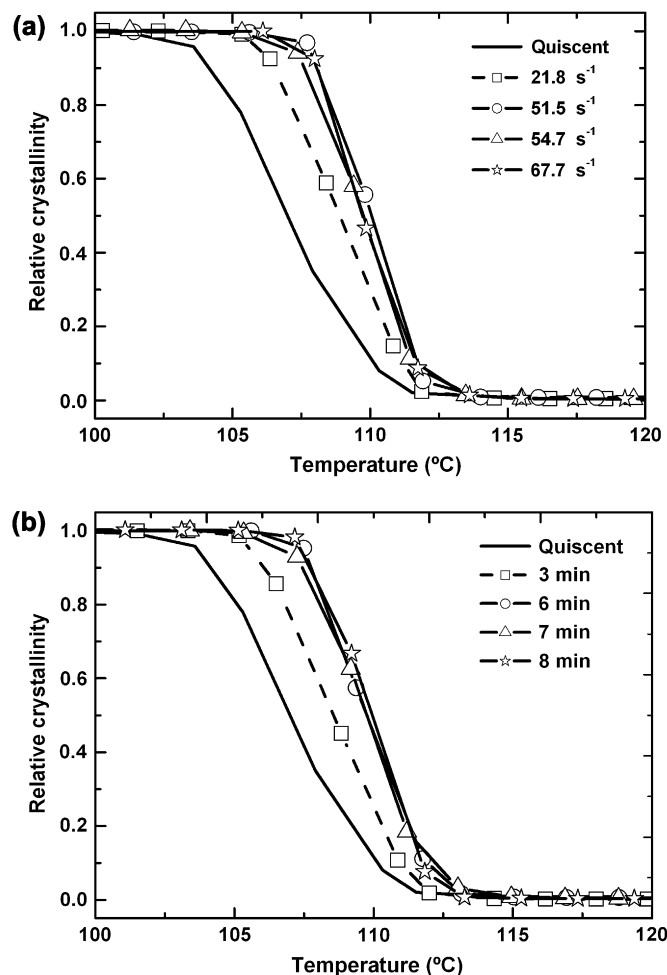 (a)
Relative crystallinity
1.0
0.8
0.6
0.4
0.2
0.0
Quiscent
21.8 s⁻¹
51.5 s⁻¹
54.7 s⁻¹
67.7 s⁻¹
100 105 110 115 120
Temperature (ºC)
(b)
Relative crystallinity
1.0
0.8
0.6
0.4
0.2
0.0
Quiscent
3 min
6 min
7 min
8 min
100 105 110 115 120
Temperature (ºC)